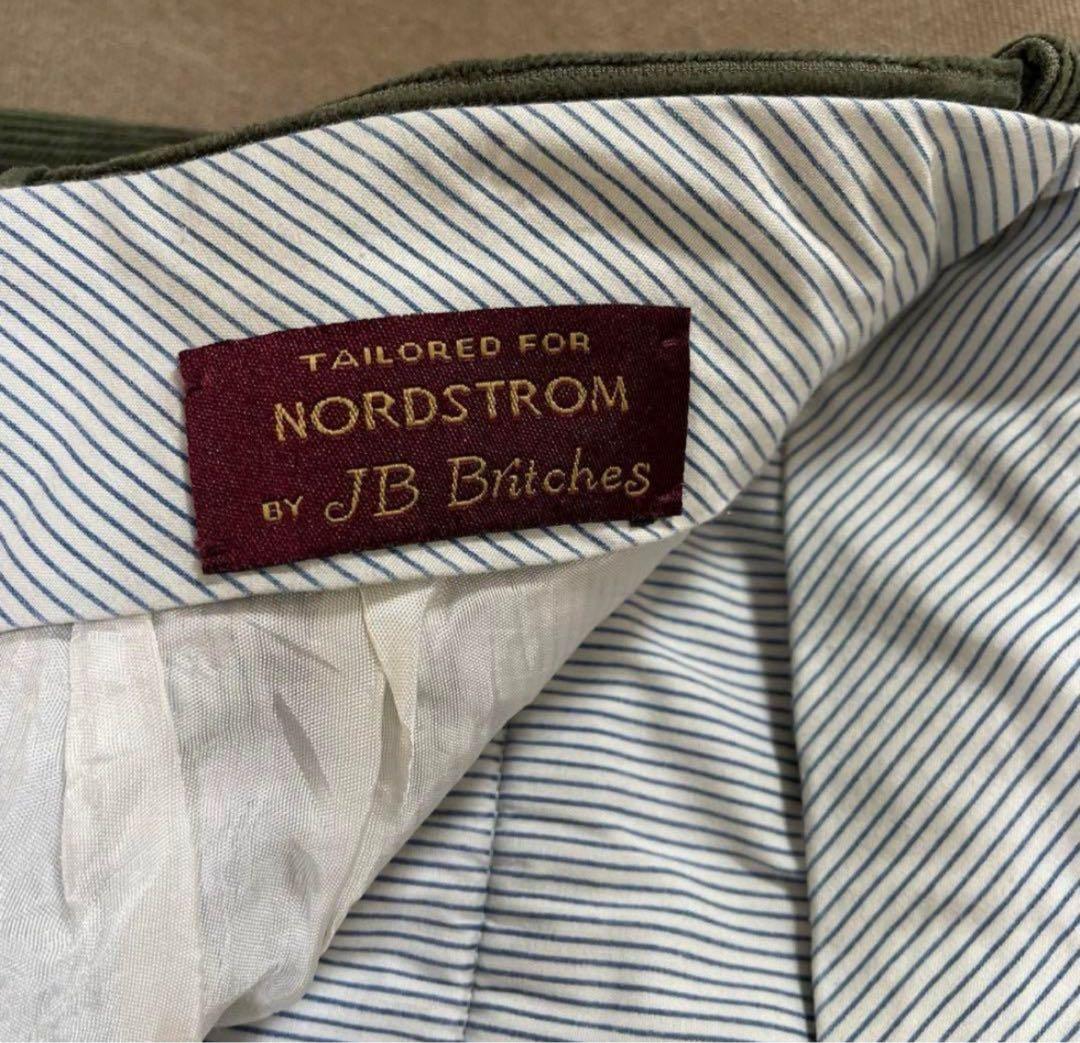 TAILORED FOR
NORDSTROM
BY JB Britches